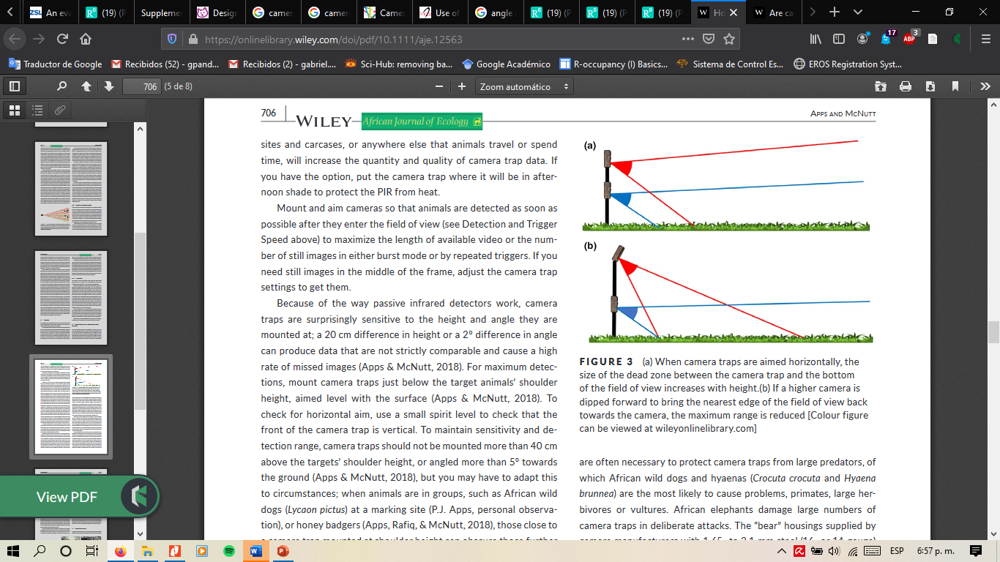 An eva
(19) (P
Supplemen
Design
camer
camer
Camer
Use of
angle
(19) (P
(19) (P
(19) (P
Ho
Are ca
https://onlinelibrary.wiley.com/doi/pdf/10.1111/aje.12563
17
3
Traductor de Google
Recibidos (52) - gpand...
Recibidos (2) - gabriel....
Sci-Hub: removing ba...
Google Académico
R-occupancy (I) Basics...
Sistema de Control Es...
EROS Registration Syst...
706 (5 de 8)
Zoom automático
706
WILEY
African Journal of Ecology
APPS AND MCNUTT
sites and carcases, or anywhere else that animals travel or spend
time, will increase the quantity and quality of camera trap data. If
you have the option, put the camera trap where it will be in after-
noon shade to protect the PIR from heat.
Mount and aim cameras so that animals are detected as soon as
possible after they enter the field of view (see Detection and Trigger
Speed above) to maximize the length of available video or the num-
ber of still images in either burst mode or by repeated triggers. If you
need still images in the middle of the frame, adjust the camera trap
settings to get them.
Because of the way passive infrared detectors work, camera
traps are surprisingly sensitive to the height and angle they are
mounted at; a 20 cm difference in height or a 2° difference in angle
can produce data that are not strictly comparable and cause a high
rate of missed images (Apps & McNutt, 2018). For maximum detec-
tions, mount camera traps just below the target animals' shoulder
height, aimed level with the surface (Apps & McNutt, 2018). To
check for horizontal aim, use a small spirit level to check that the
front of the camera trap is vertical. To maintain sensitivity and de-
tection range, camera traps should not be mounted more than 40 cm
above the targets' shoulder height, or angled more than 5° towards
the ground (Apps & McNutt, 2018), but you may have to adapt this
to circumstances; when animals are in groups, such as African wild
dogs (Lycaon pictus) at a marking site (P.J. Apps, personal observa-
tion), or honey badgers (Apps, Rafiq, & McNutt, 2018), those close to
(a)
(b)
FIGURE 3 (a) When camera traps are aimed horizontally, the
size of the dead zone between the camera trap and the bottom
of the field of view increases with height.(b) If a higher camera is
dipped forward to bring the nearest edge of the field of view back
towards the camera, the maximum range is reduced [Colour figure
can be viewed at wileyonlinelibrary.com]
are often necessary to protect camera traps from large predators, of
which African wild dogs and hyaenas (Crocuta crocuta and Hyaena
brunnea) are the most likely to cause problems, primates, large her-
bivores or vultures. African elephants damage large numbers of
camera traps in deliberate attacks. The “bear” housings supplied by
View PDF
ESP
6:57 p. m.